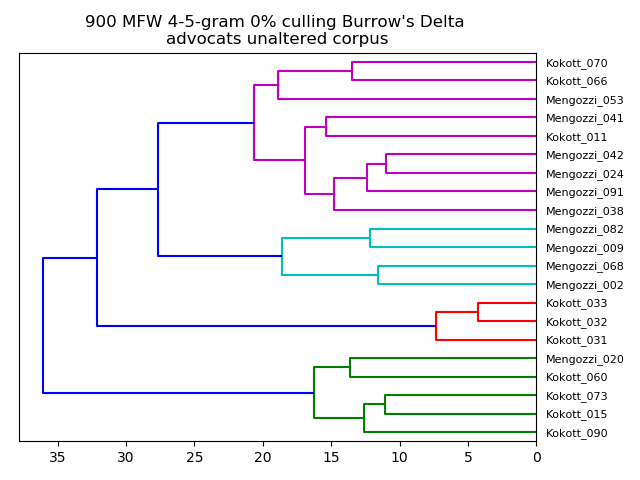 900 MFW 4-5-gram 0% culling Burrow's Delta
advocats unaltered corpus
Kokott_070
Kokott_066
Mengozzi_053
Mengozzi_041
Kokott_011
Mengozzi_042
Mengozzi_024
Mengozzi_091
Mengozzi_038
Mengozzi_082
Mengozzi_009
Mengozzi_068
Mengozzi_002
Kokott_033
Kokott_032
Kokott_031
Mengozzi_020
Kokott_060
Kokott_073
Kokott_015
Kokott_090
35 30 25 20 15 10 5 0